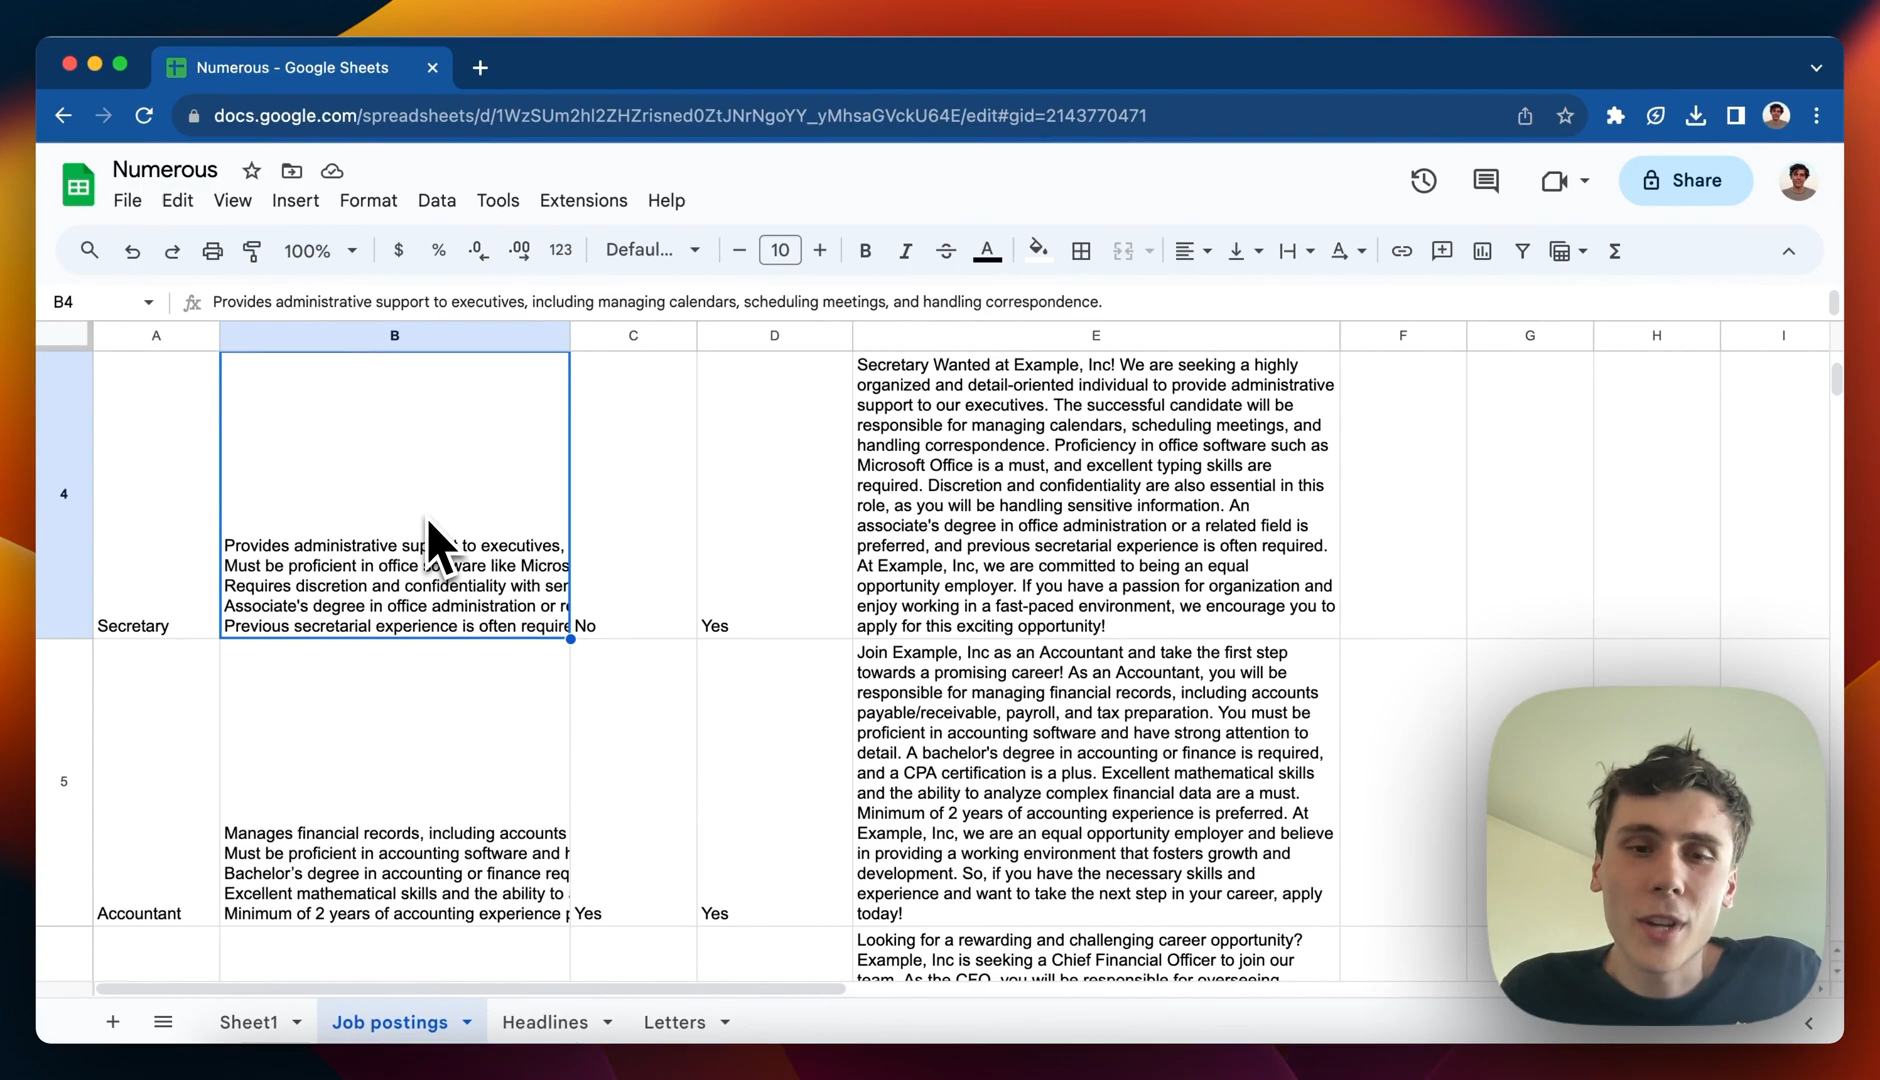 Numerous - Google Sheets
docs.google.com/spreadsheets/d/1WzSUm2hl2ZHZrisned0ZtJNrNgoYY_yMhsaGVckU64E/edit#gid=2143770471
Numerous
File Edit View Insert Format Data Tools Extensions Help
Share
100% $ % .0 .00 123 Defaul... − 10 + B I S A Σ
B4 fx Provides administrative support to executives, including managing calendars, scheduling meetings, and handling correspondence.
A B C D E F G H I
4
Secretary
Provides administrative to executives,
Must be proficient in office like Micros
Requires discretion and confidentiality with
Associate's degree in office administration or
Previous secretarial experience is often require
No
Yes
Secretary Wanted at Example, Inc! We are seeking a highly
organized and detail-oriented individual to provide administrative
support to our executives. The successful candidate will be
responsible for managing calendars, scheduling meetings, and
handling correspondence. Proficiency in office software such as
Microsoft Office is a must, and excellent typing skills are
required. Discretion and confidentiality are also essential in this
role, as you will be handling sensitive information. An
associate's degree in office administration or a related field is
preferred, and previous secretarial experience is often required.
At Example, Inc, we are committed to being an equal
opportunity employer. If you have a passion for organization and
enjoy working in a fast-paced environment, we encourage you to
apply for this exciting opportunity!
5
Accountant
Manages financial records, including accounts
Must be proficient in accounting software and
Bachelor's degree in accounting or finance req
Excellent mathematical skills and the ability to
Minimum of 2 years of accounting experience
Yes
Yes
Join Example, Inc as an Accountant and take the first step
towards a promising career! As an Accountant, you will be
responsible for managing financial records, including accounts
payable/receivable, payroll, and tax preparation. You must be
proficient in accounting software and have strong attention to
detail. A bachelor's degree in accounting or finance is required,
and a CPA certification is a plus. Excellent mathematical skills
and the ability to analyze complex financial data are a must.
Minimum of 2 years of accounting experience is preferred. At
Example, Inc, we are an equal opportunity employer and believe
in providing a working environment that fosters growth and
development. So, if you have the necessary skills and
experience and want to take the next step in your career, apply
today!
Looking for a rewarding and challenging career opportunity?
Example, Inc is seeking a Chief Financial Officer to join our
team. As the CFO, you will be responsible for overseeing
Sheet1 Job postings Headlines Letters